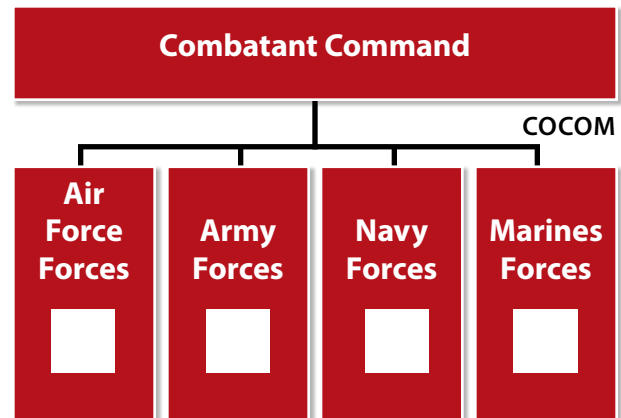 Combatant Command
COCOM
Air
Force
Forces
Army
Forces
Navy
Forces
Marines
Forces